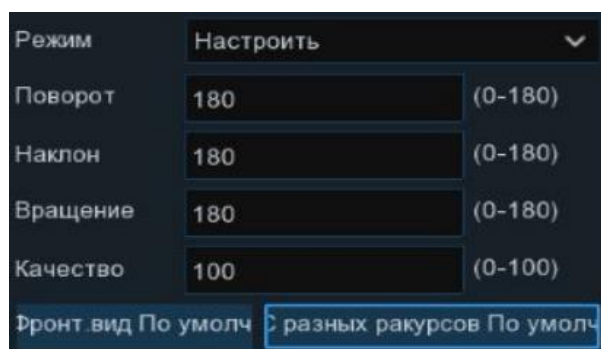 Режим Настроить
Поворот 180 (0-180)
Наклон 180 (0-180)
Вращение 180 (0-180)
Качество 100 (0-100)
Фронт.вид По умолч С разных ракурсов По умолч